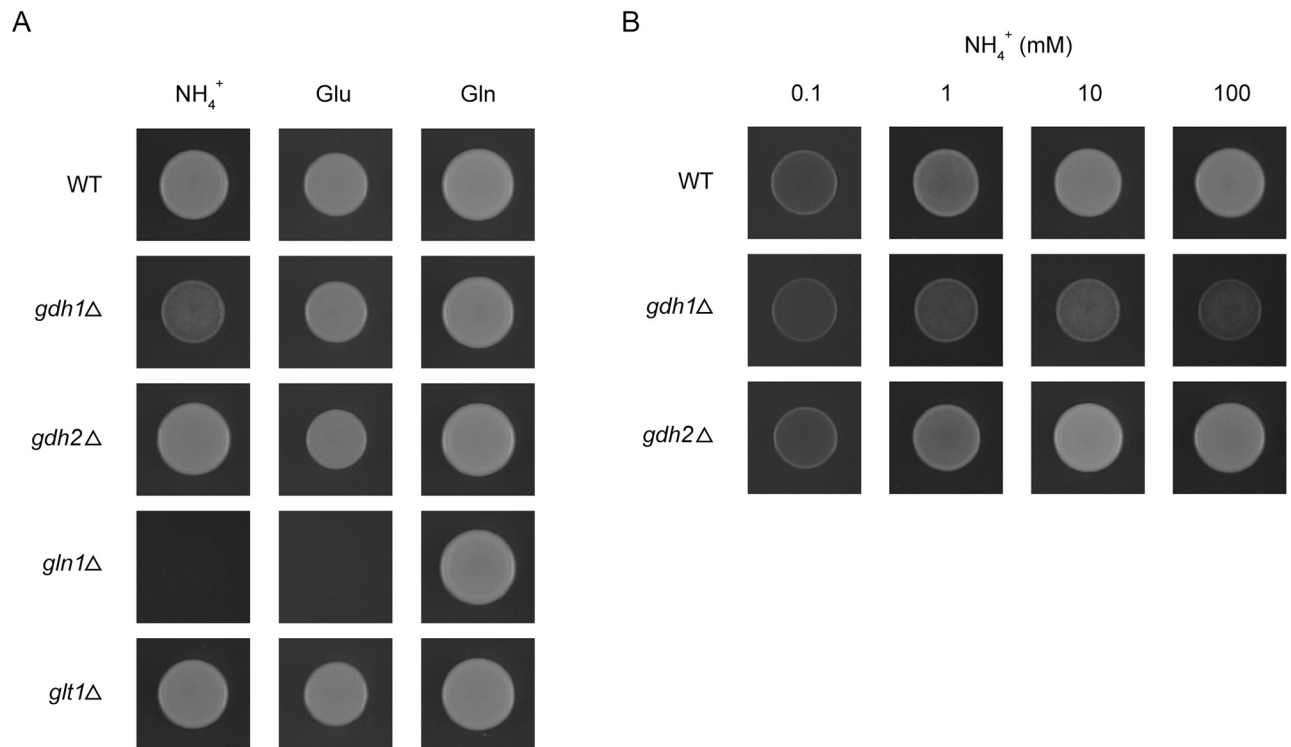 A
NH₄⁺ Glu Gln
WT
gdh1Δ
gdh2Δ
gln1Δ
glt1Δ
B
NH₄⁺ (mM)
0.1 1 10 100
WT
gdh1Δ
gdh2Δ